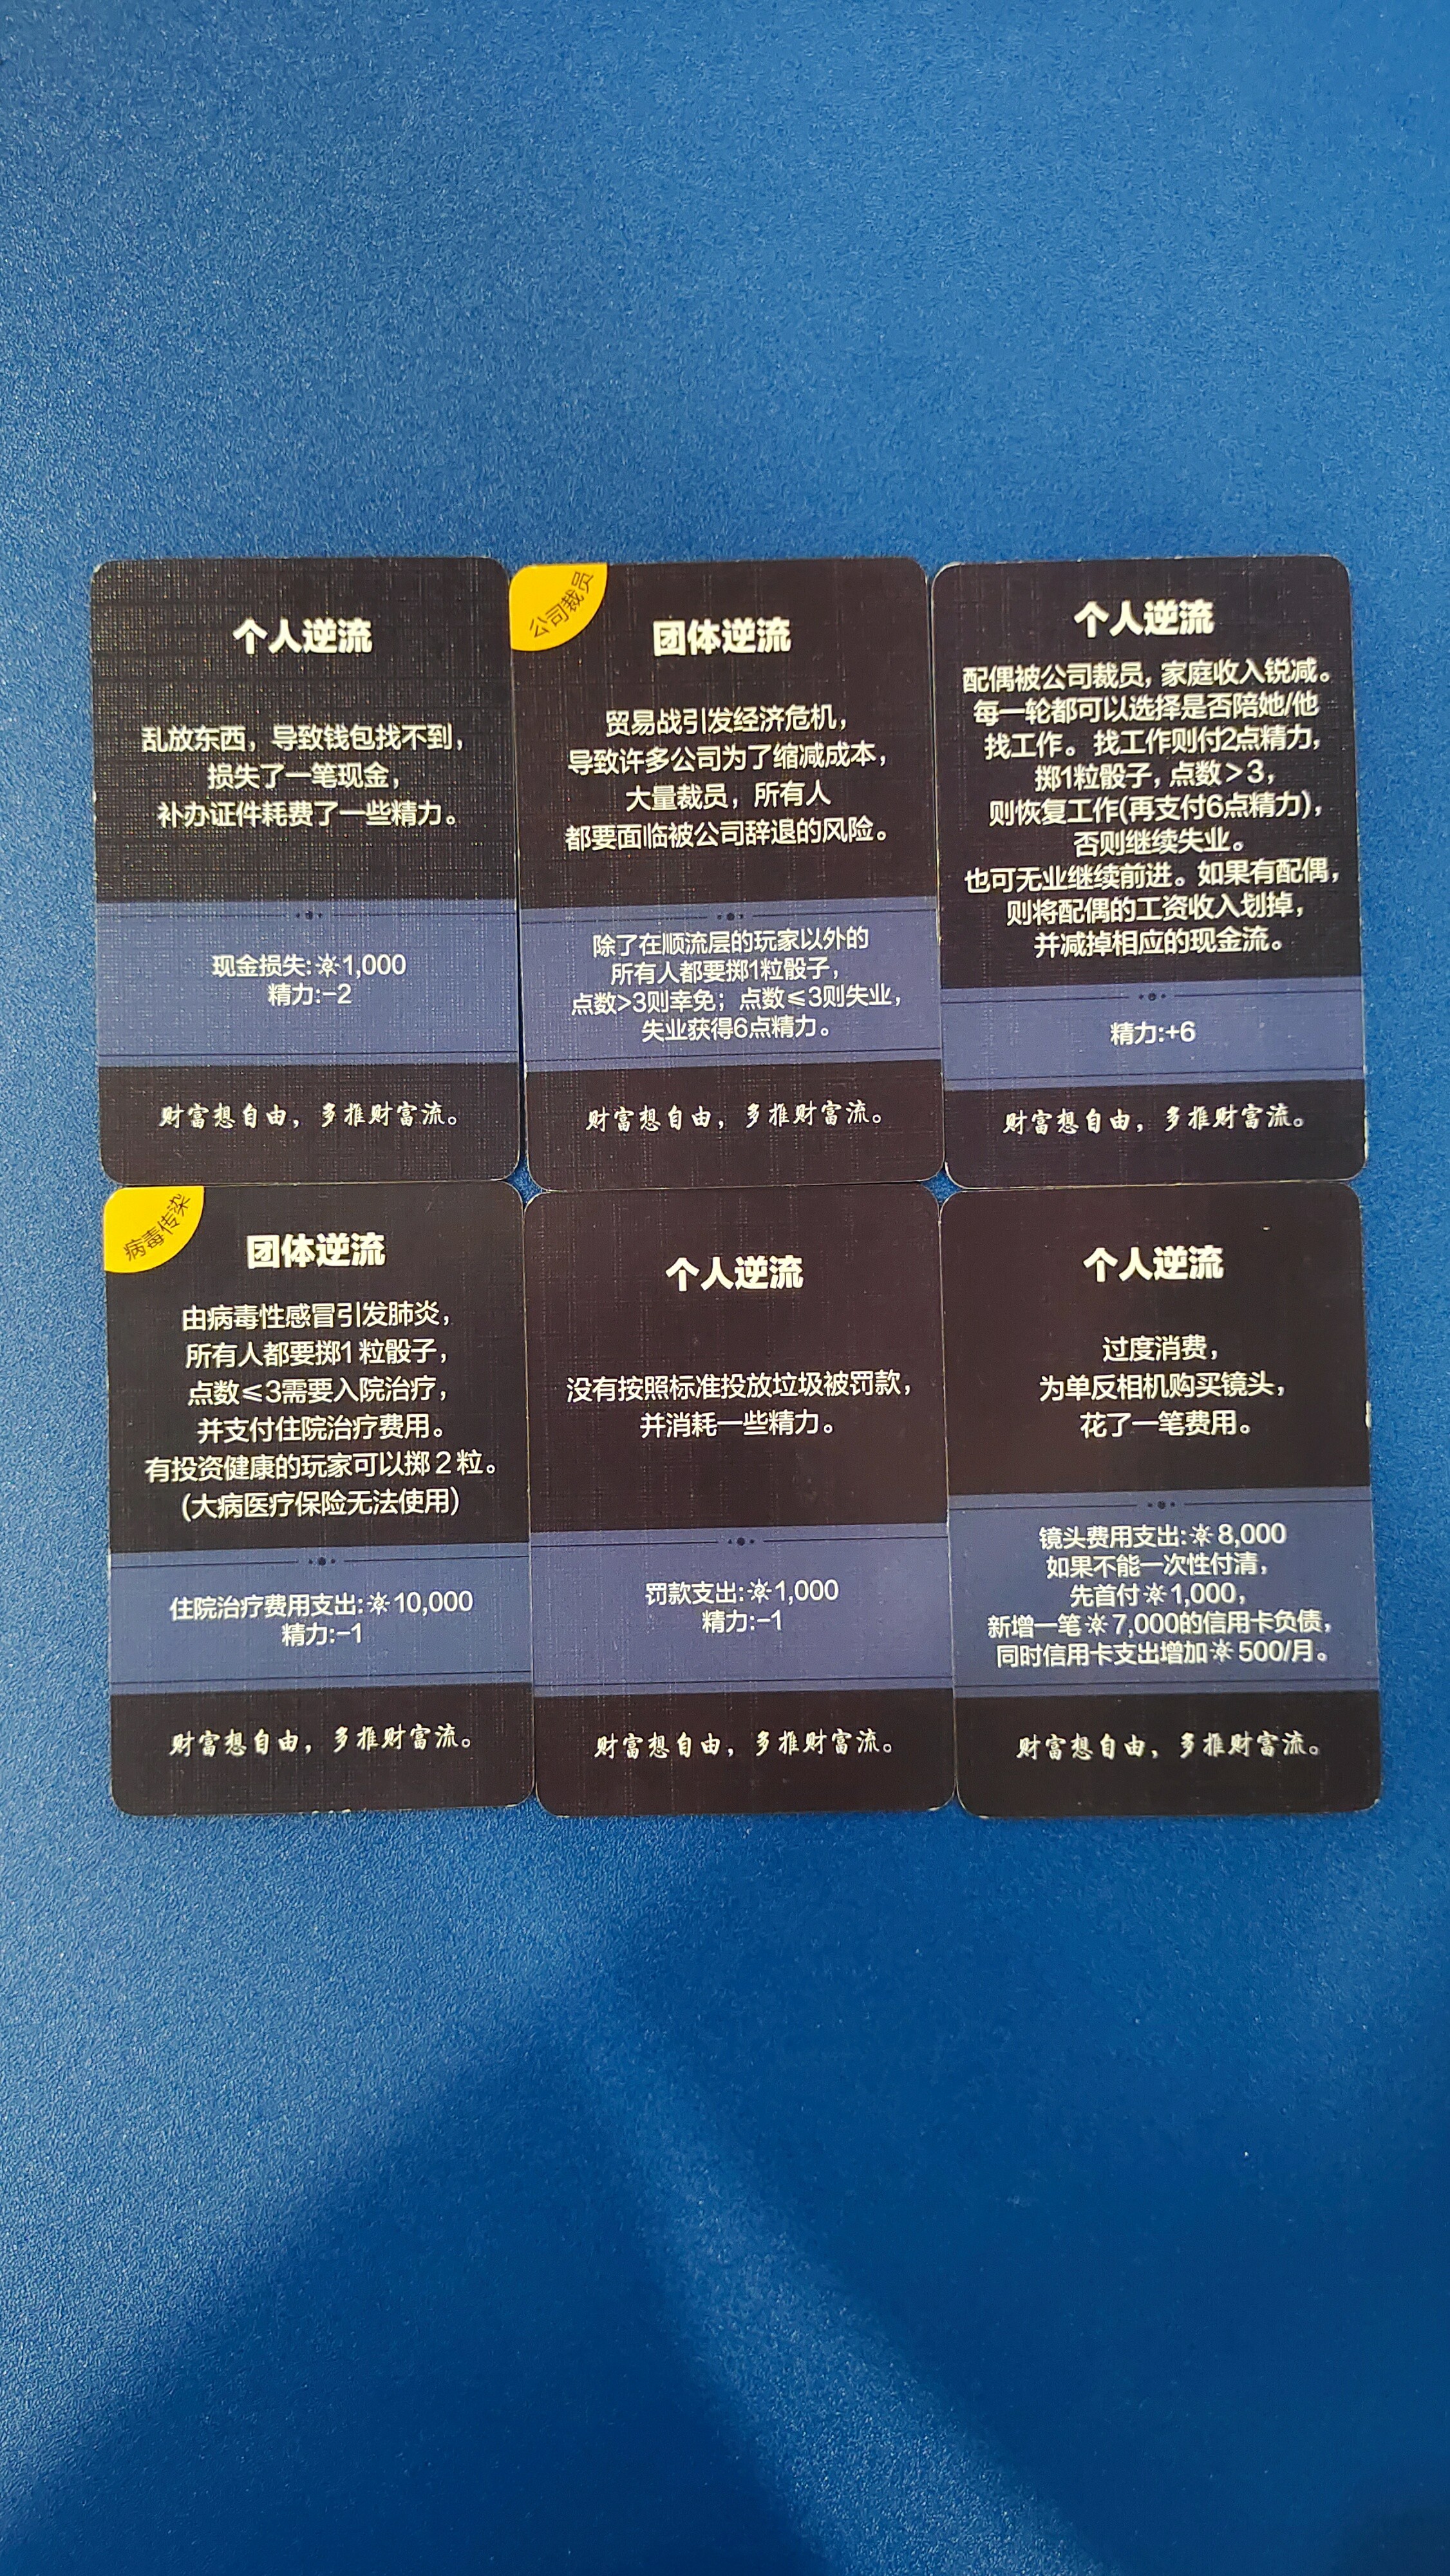 个人逆流
乱放东西，导致钱包找不到，
损失了一笔现金，
补办证件耗费了一些精力。
现金损失:1,000
精力:-2
财富想自由，多推财富流。
公司裁员
团体逆流
贸易战引发经济危机，
导致许多公司为了缩减成本，
大量裁员，所有人
都要面临被公司辞退的风险。
除了在顺流层的玩家以外的
所有人都要掷1粒骰子，
点数>3则幸免；点数≤3则失业，
失业获得6点精力。
财富想自由，多推财富流。
个人逆流
配偶被公司裁员，家庭收入锐减。
每一轮都可以选择是否陪她/他
找工作。找工作则付2点精力，
掷1粒骰子，点数>3，
则恢复工作(再支付6点精力)，
否则继续失业。
也可无业继续前进。如果有配偶，
则将配偶的工资收入划掉，
并减掉相应的现金流。
精力:+6
财富想自由，多推财富流。
病毒传染
团体逆流
由病毒性感冒引发肺炎，
所有人都要掷1粒骰子，
点数≤3需要入院治疗，
并支付住院治疗费用。
有投资健康的玩家可以掷2粒。
(大病医疗保险无法使用)
住院治疗费用支出:10,000
精力:-1
财富想自由，多推财富流。
个人逆流
没有按照标准投放垃圾被罚款，
并消耗一些精力。
罚款支出:1,000
精力:-1
财富想自由，多推财富流。
个人逆流
过度消费，
为单反相机购买镜头，
花了一笔费用。
镜头费用支出:8,000
如果不能一次性付清，
先首付1,000，
新增一笔7,000的信用卡负债，
同时信用卡支出增加500/月。
财富想自由，多推财富流。